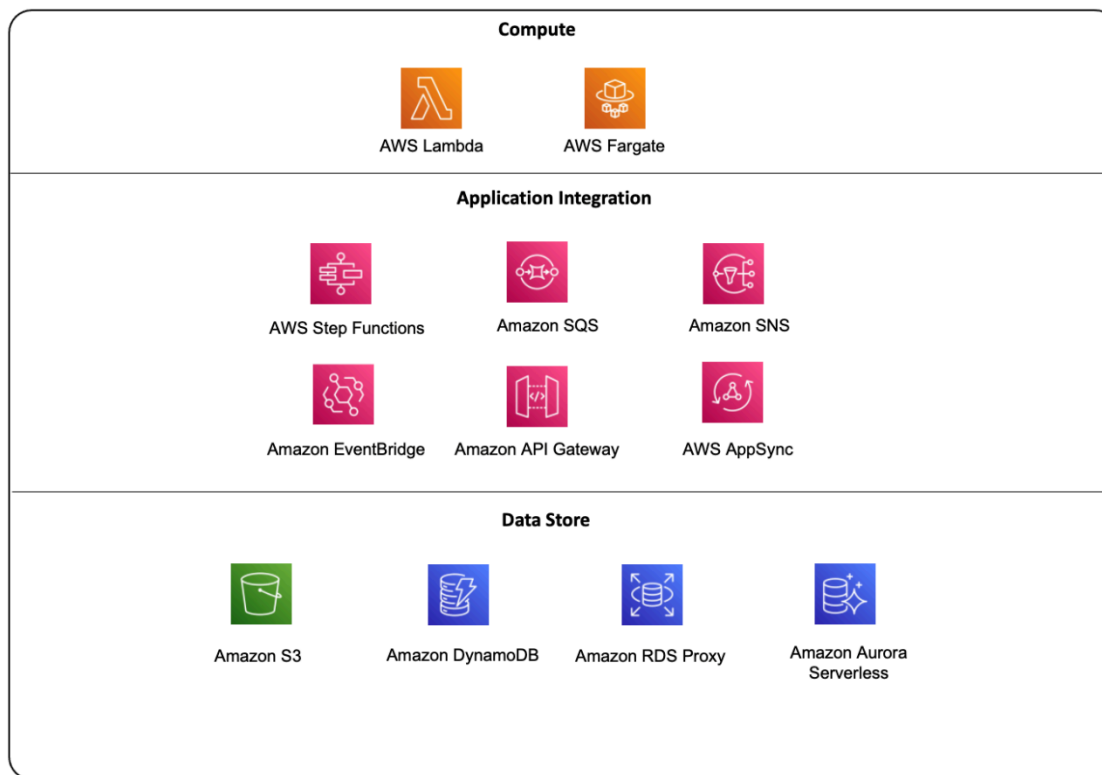 Compute
AWS Lambda
AWS Fargate
Application Integration
AWS Step Functions
Amazon SQS
Amazon SNS
Amazon EventBridge
Amazon API Gateway
AWS AppSync
Data Store
Amazon S3
Amazon DynamoDB
Amazon RDS Proxy
Amazon Aurora
Serverless